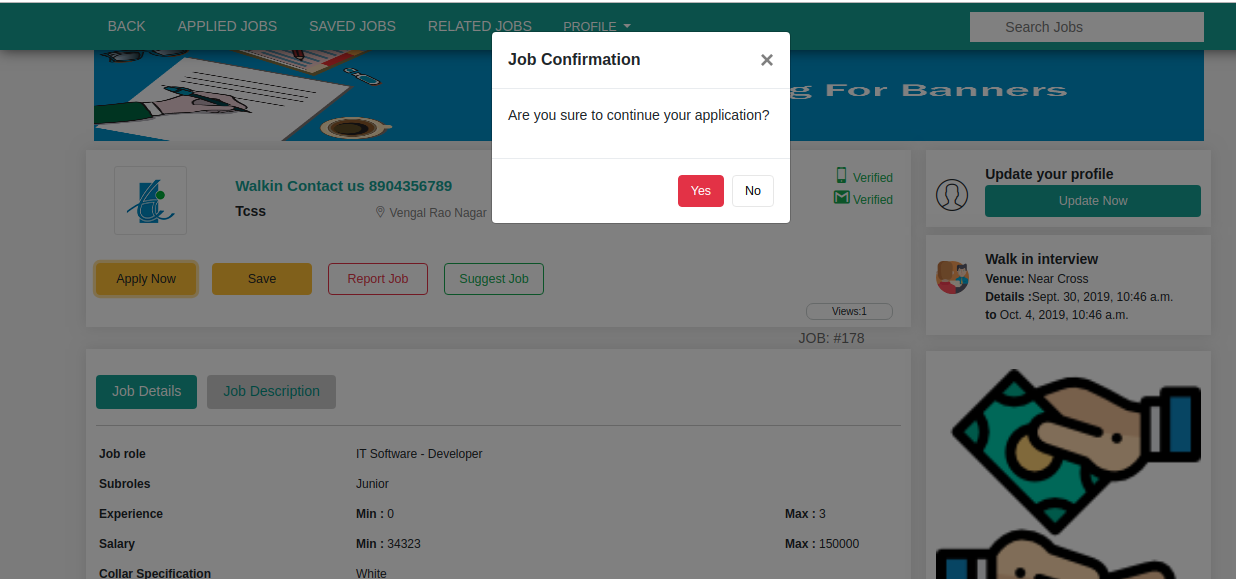 BACK APPLIED JOBS SAVED JOBS RELATED JOBS PROFILE Search Jobs
Job Confirmation ×
Are you sure to continue your application?
Yes No
g For Banners
Walkin Contact us 8904356789
Tcss Vengal Rao Nagar
Verified
Verified
Apply Now Save Report Job Suggest Job
Views:1
JOB: #178
Update your profile
Update Now
Walk in interview
Venue: Near Cross
Details :Sept. 30, 2019, 10:46 a.m.
to Oct. 4, 2019, 10:46 a.m.
Job Details Job Description
Job role IT Software - Developer
Subroles Junior
Experience Min : 0 Max : 3
Salary Min : 34323 Max : 150000
Collar Specification White